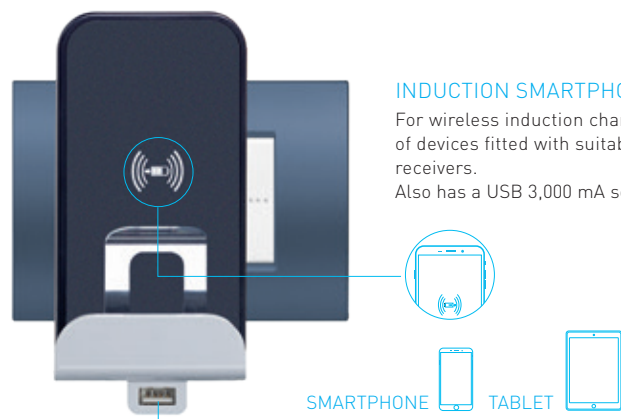 INDUCTION SMARTPHO
For wireless induction char
of devices fitted with suitab
receivers.
Also has a USB 3,000 mA s
SMARTPHONE
TABLET